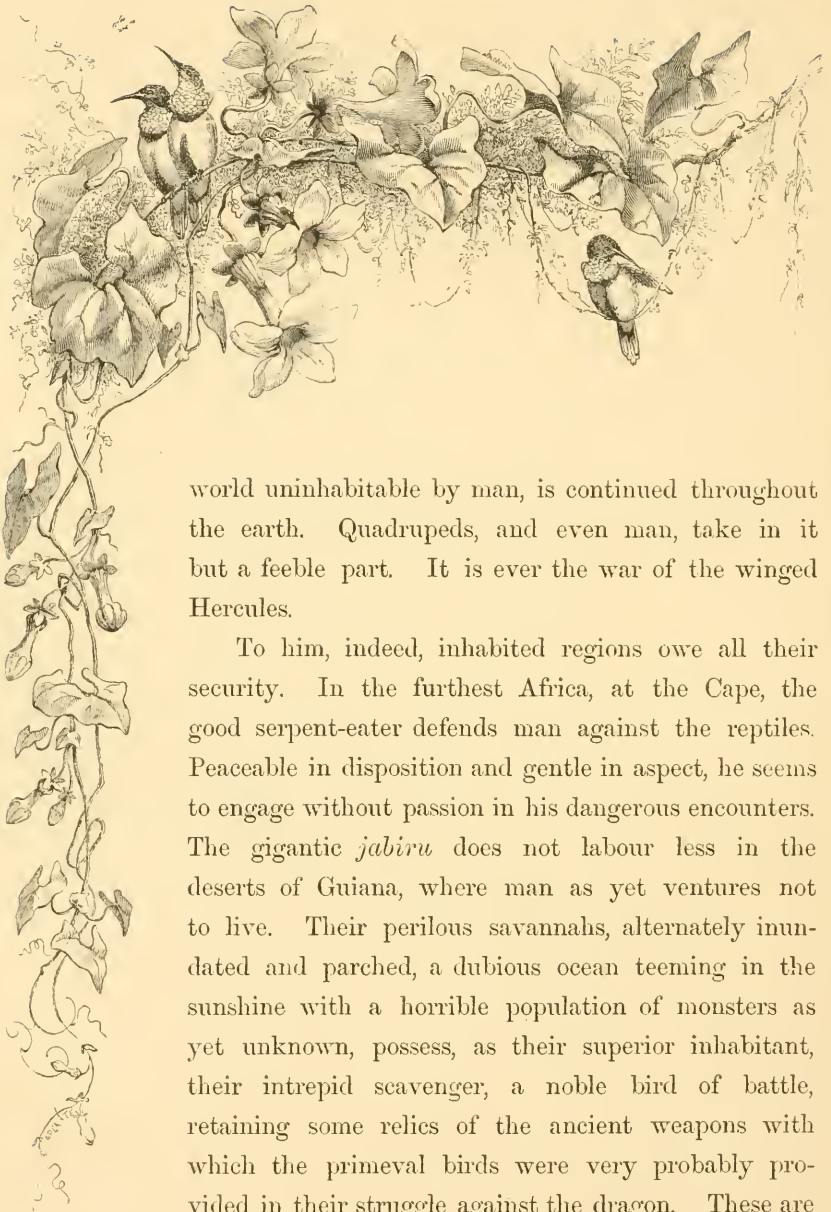 world uninhabitable by man, is continued throughout
the earth. Quadrupeds, and even man, take in it
but a feeble part. It is ever the war of the winged
Hercules.
To him, indeed, inhabited regions owe all their
security. In the furthest Africa, at the Cape, the
good serpent-eater defends man against the reptiles.
Peaceable in disposition and gentle in aspect, he seems
to engage without passion in his dangerous encounters.
The gigantic jabiru does not labour less in the
deserts of Guiana, where man as yet ventures not
to live. Their perilous savannahs, alternately inun-
dated and parched, a dubious ocean teeming in the
sunshine with a horrible population of monsters as
yet unknown, possess, as their superior inhabitant,
their intrepid scavenger, a noble bird of battle,
retaining some relics of the ancient weapons with
which the primeval birds were very probably pro-
vided in their struggle against the dragon. These are